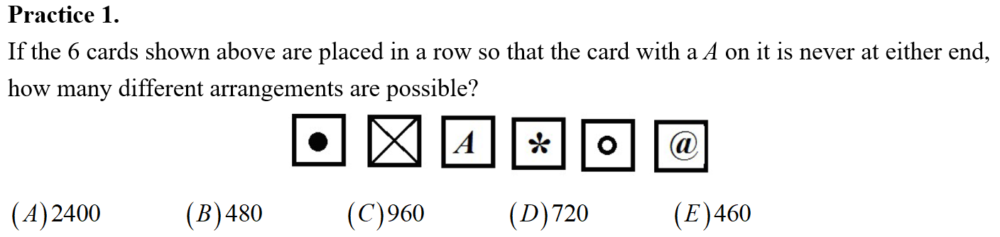 Practice 1.
If the 6 cards shown above are placed in a row so that the card with a A on it is never at either end,
how many different arrangements are possible?
A * @
(A)2400 (B)480 (C)960 (D)720 (E)460